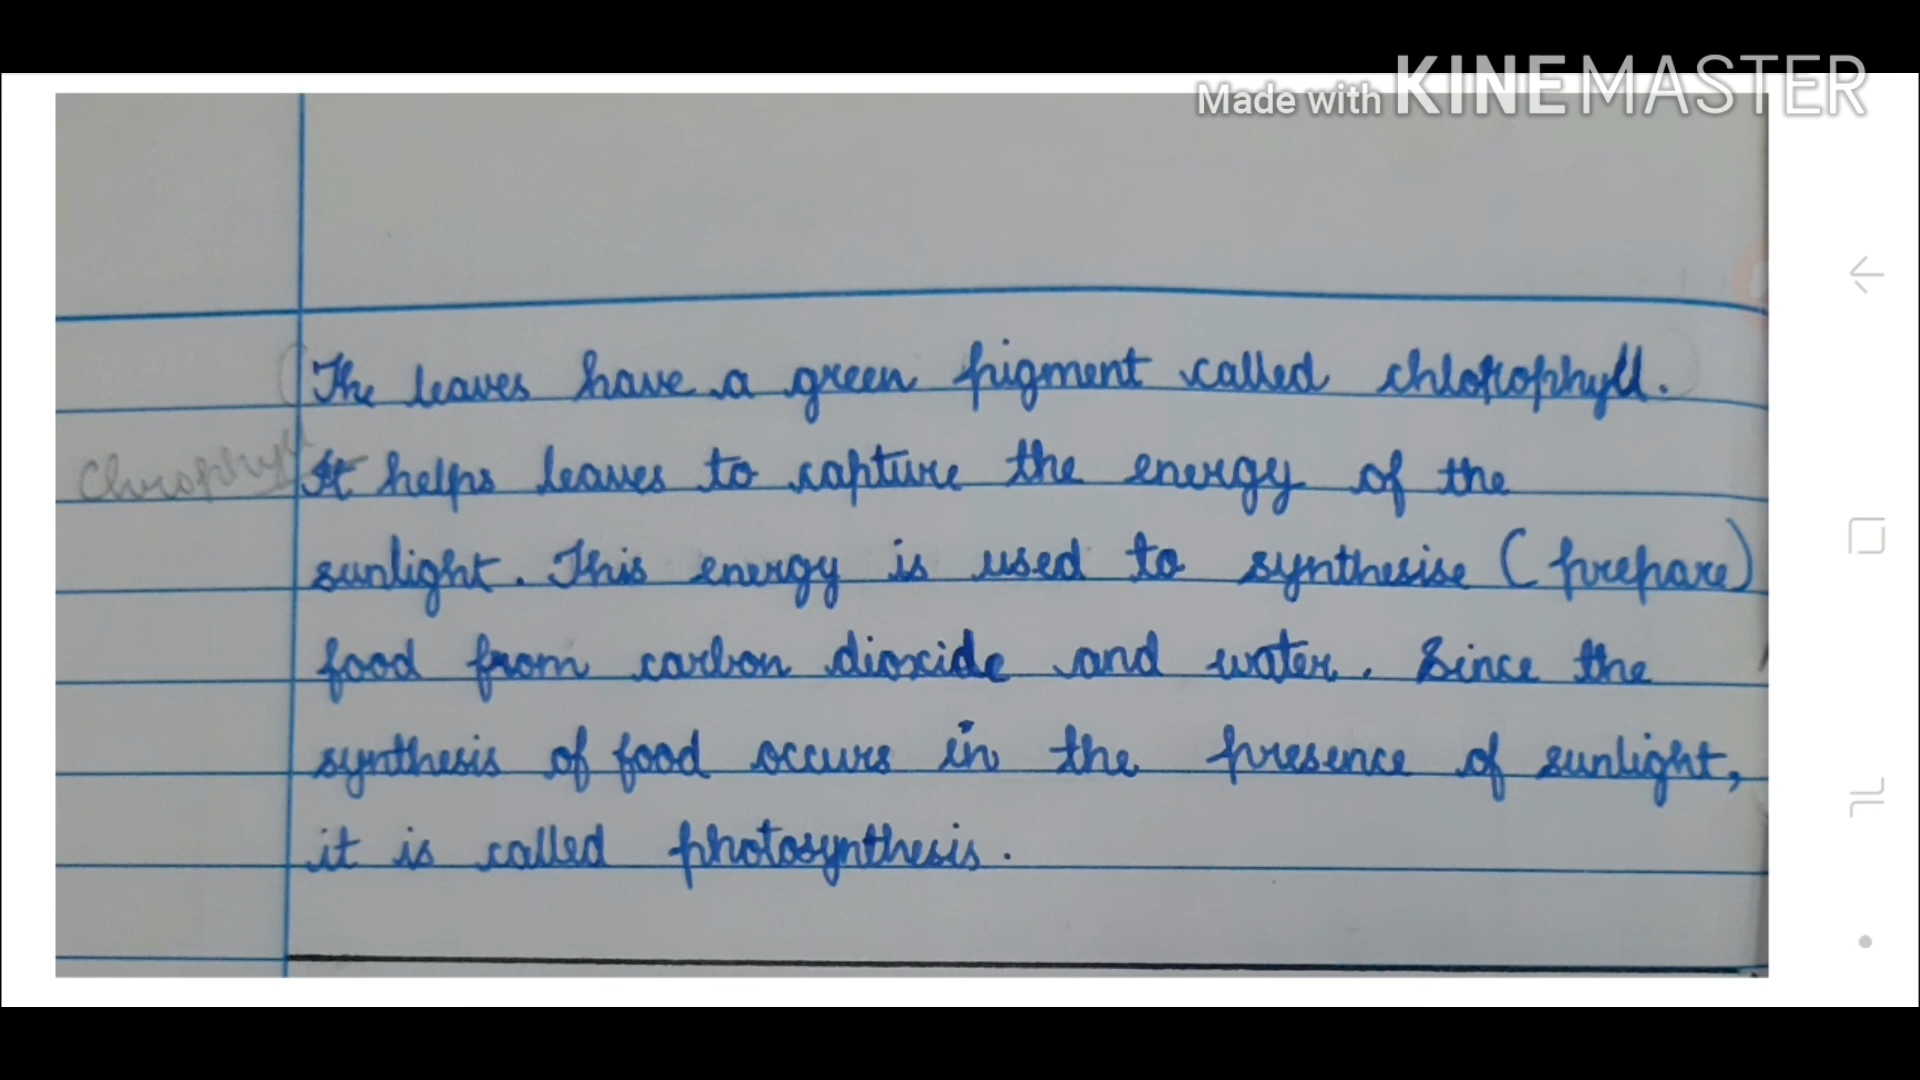 Made with KINEMASTER
The leaves have a green pigment called chlorophyll.
It helps leaves to capture the energy of the
sunlight. This energy is used to synthesise (prepare)
food from carbon dioxide and water. Since the
synthesis of food occurs in the presence of sunlight,
it is called photosynthesis.